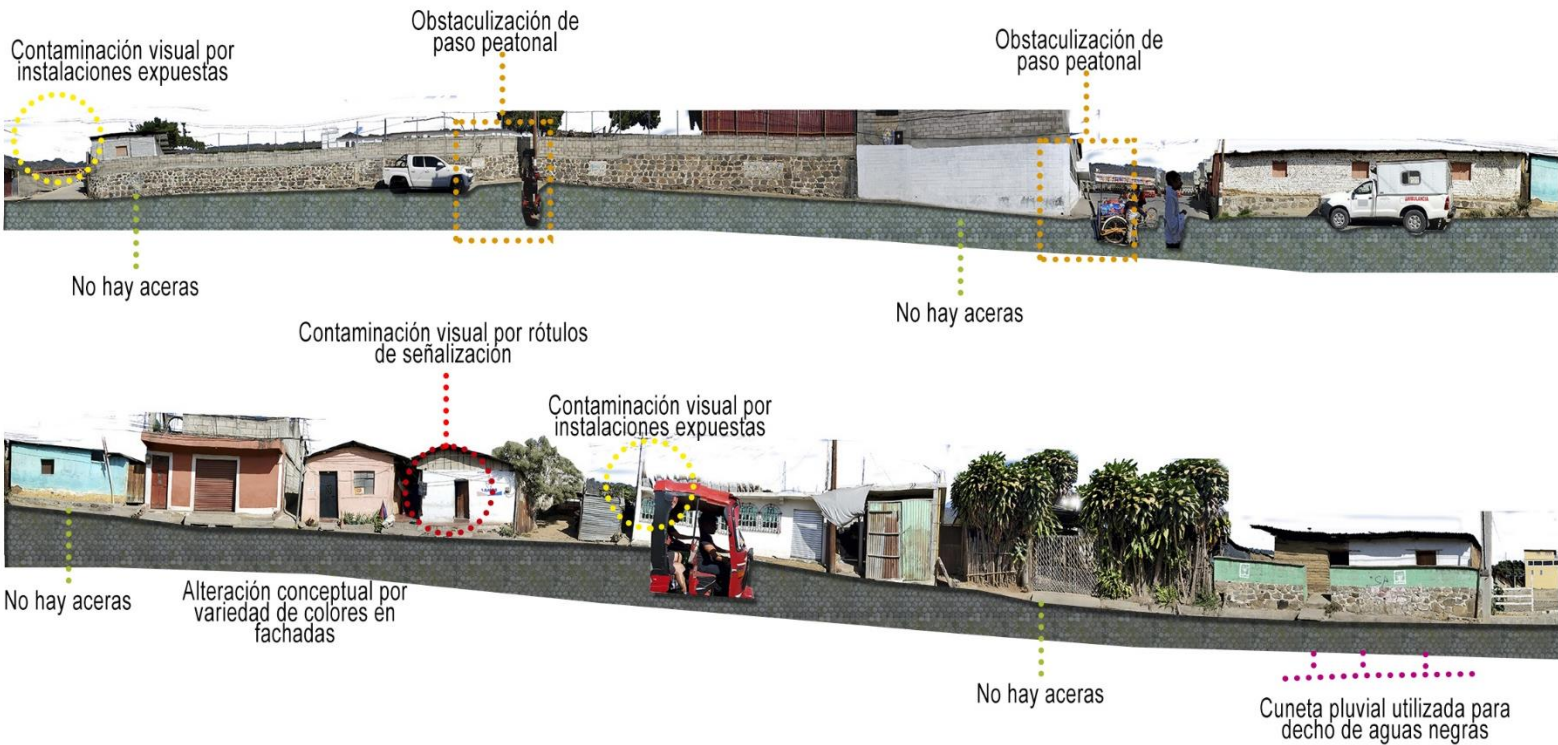 Obstaculización de
paso peatonal
Contaminación visual por
instalaciones expuestas
Obstaculización de
paso peatonal
AMBULANCIA
No hay aceras
No hay aceras
Contaminación visual por rótulos
de señalización
Contaminación visual por
instalaciones expuestas
No hay aceras
Alteración conceptual por
variedad de colores en
fachadas
No hay aceras
Cuneta pluvial utilizada para
decho de aguas negras